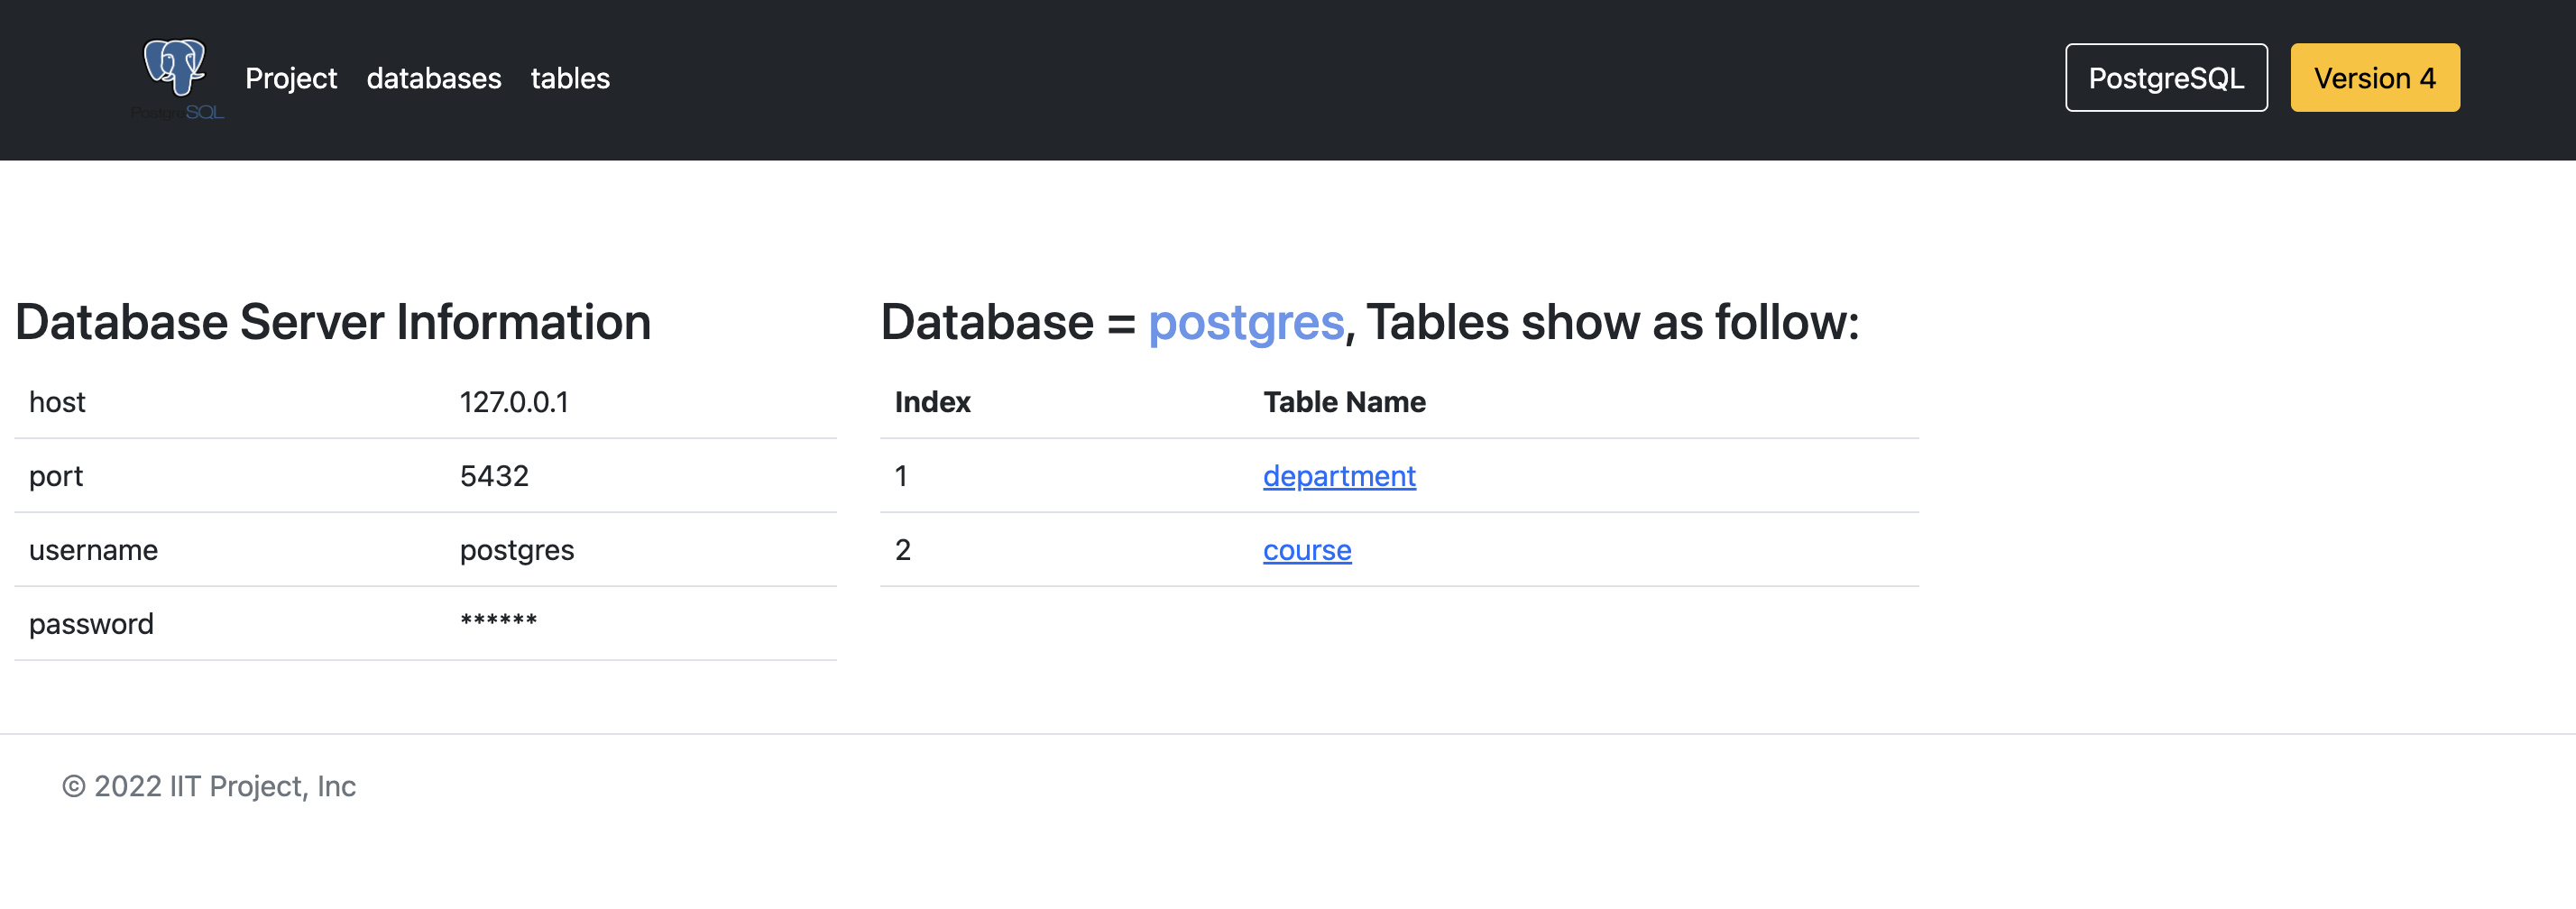 PostgreSQL
Project databases tables
PostgreSQL Version 4
Database Server Information
host 127.0.0.1
port 5432
username postgres
password ******
Database = postgres, Tables show as follow:
Index Table Name
1 department
2 course
© 2022 IIT Project, Inc